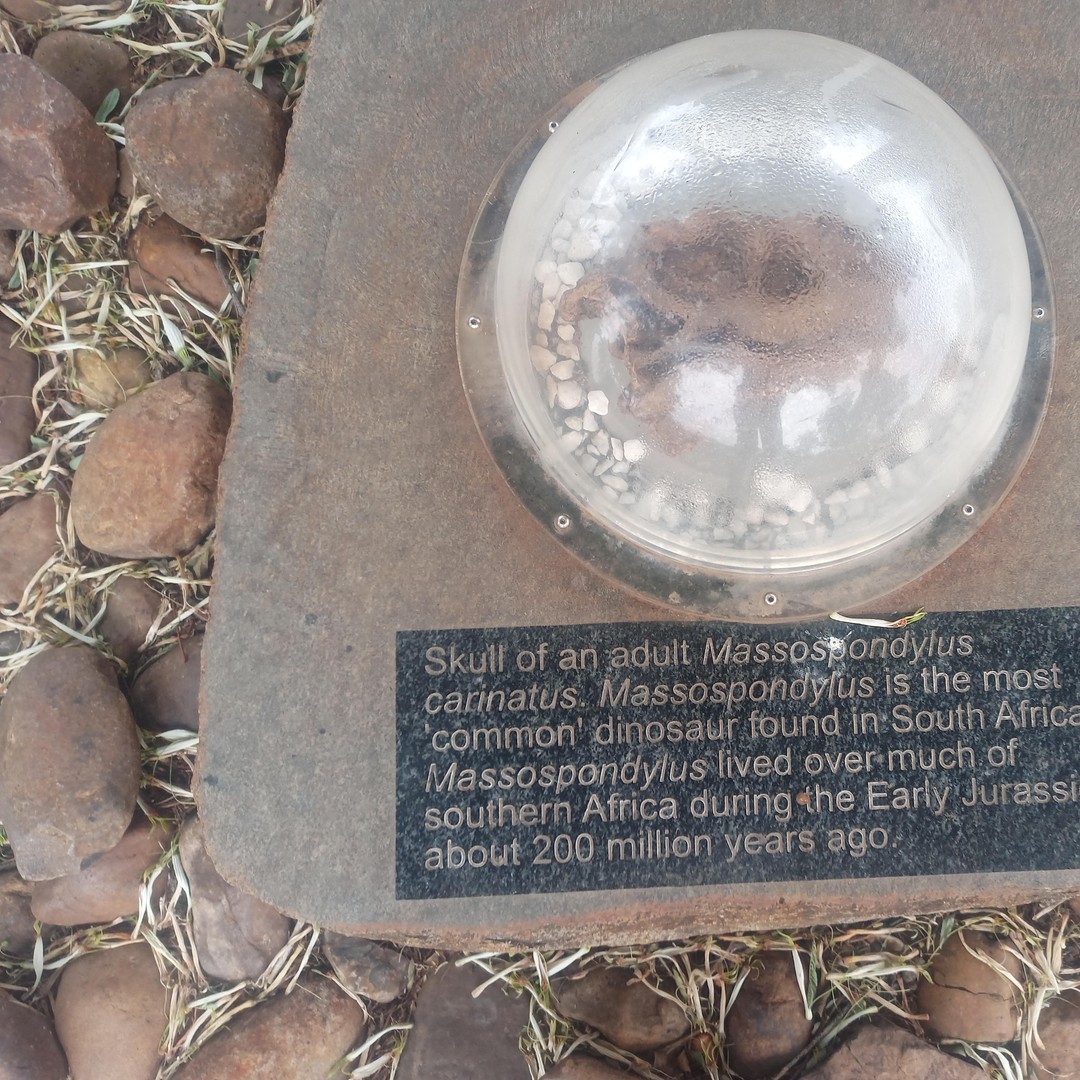 Skull of an adult Massospondylus
carinatus. Massospondylus is the most
'common' dinosaur found in South Africa
Massospondylus lived over much of
southern Africa during the Early Jurassi
about 200 million years ago.